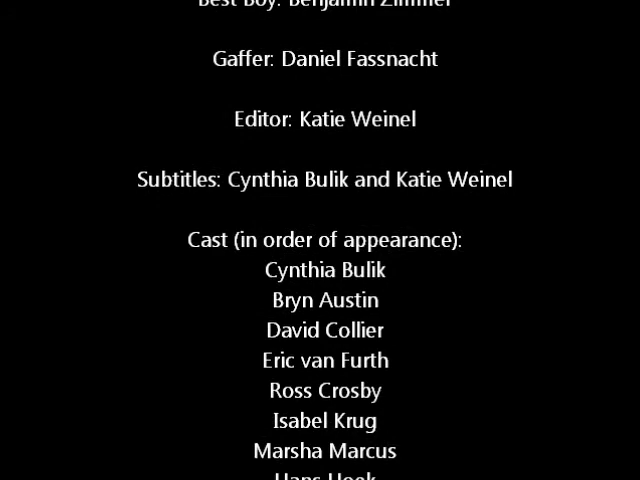 Best Boy: Benjamin Zimmer
Gaffer: Daniel Fassnacht
Editor: Katie Weinel
Subtitles: Cynthia Bulik and Katie Weinel
Cast (in order of appearance):
Cynthia Bulik
Bryn Austin
David Collier
Eric van Furth
Ross Crosby
Isabel Krug
Marsha Marcus
Hans Hoek